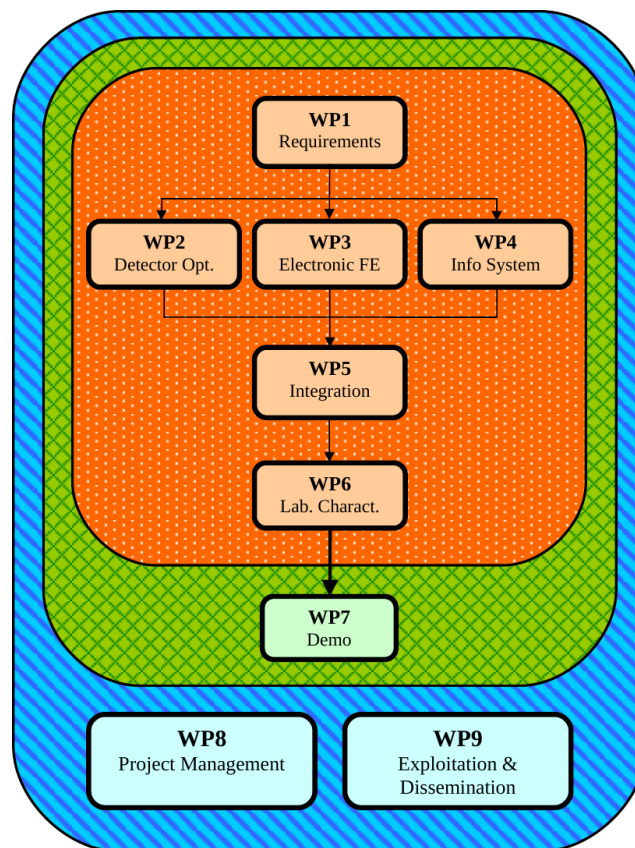 WP1
Requirements
WP2
Detector Opt.
WP3
Electronic FE
WP4
Info System
WP5
Integration
WP6
Lab. Charact.
WP7
Demo
WP8
Project Management
WP9
Exploitation &
Dissemination